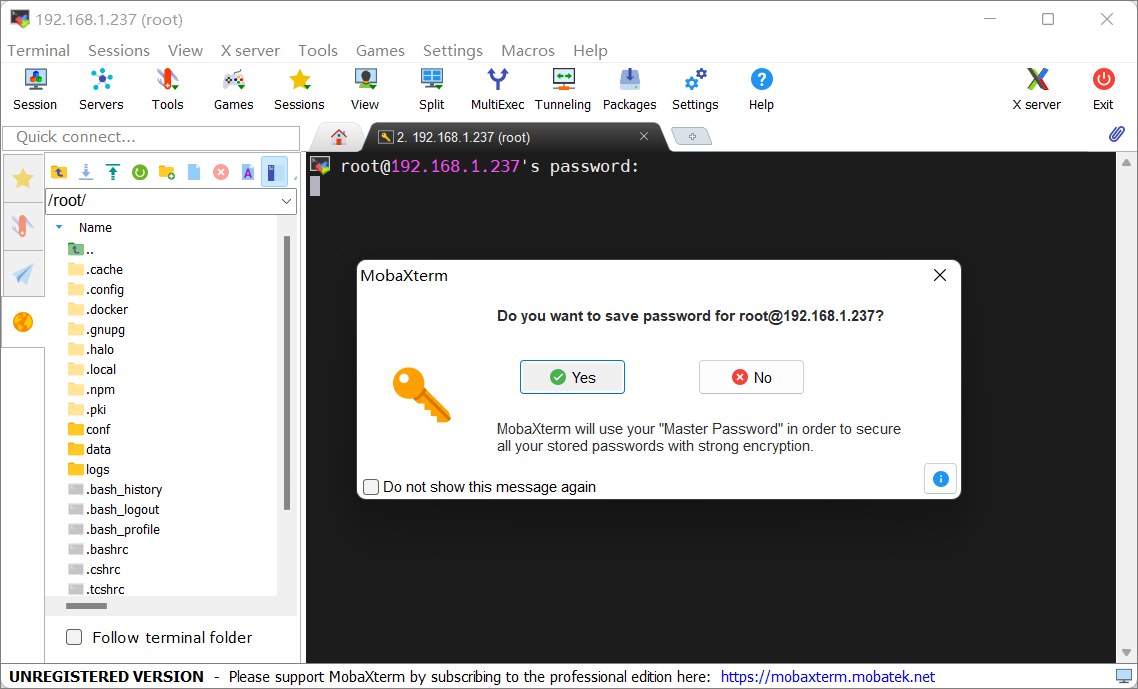 192.168.1.237 (root)
Terminal Sessions View X server Tools Games Settings Macros Help
Session Servers Tools Games Sessions View Split MultiExec Tunneling Packages Settings Help X server Exit
Quick connect...
2. 192.168.1.237 (root)
/root/
Name
..
.cache
.config
.docker
.gnupg
.halo
.local
.npm
.pki
conf
data
logs
.bash_history
.bash_logout
.bash_profile
.bashrc
.cshrc
.tcshrc
Follow terminal folder
root@192.168.1.237's password:
MobaXterm
Do you want to save password for root@192.168.1.237?
Yes No
MobaXterm will use your "Master Password" in order to secure
all your stored passwords with strong encryption.
Do not show this message again
UNREGISTERED VERSION - Please support MobaXterm by subscribing to the professional edition here: https://mobaxterm.mobatek.net